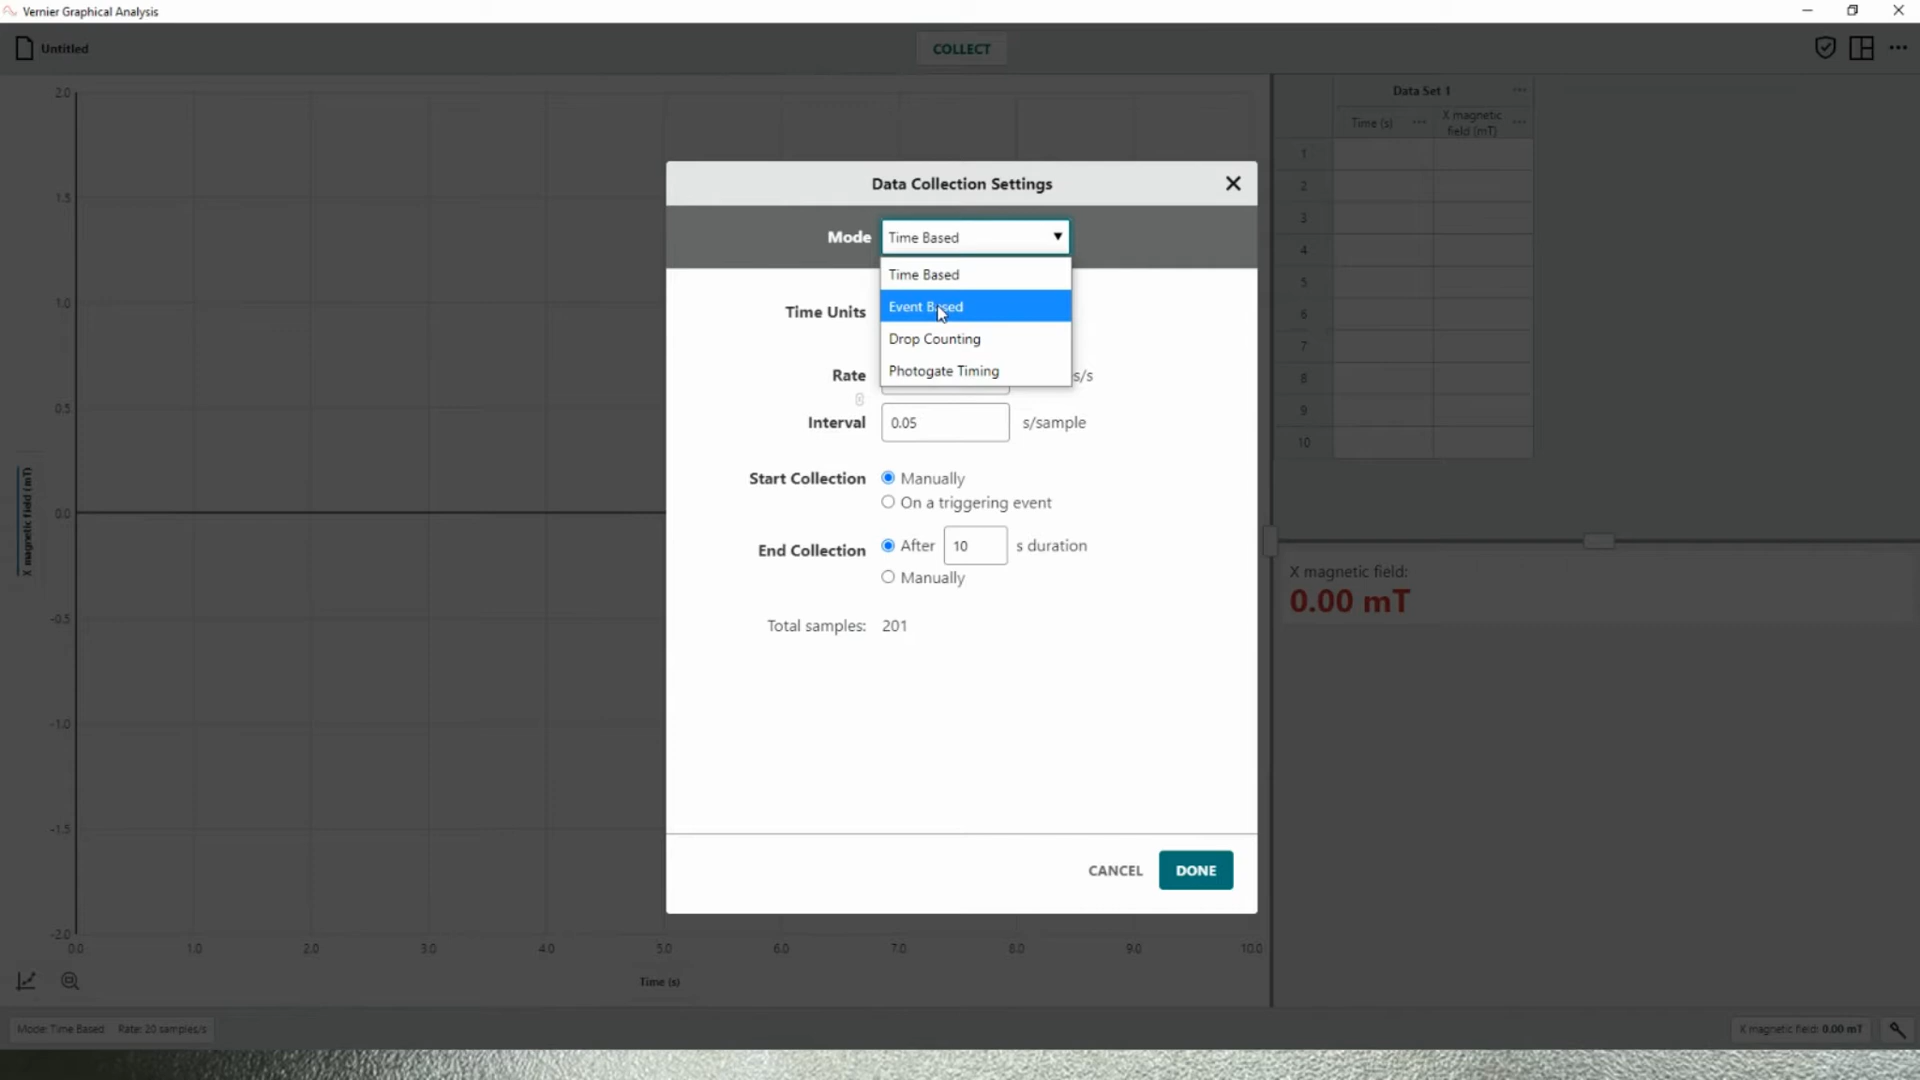 Vernier Graphical Analysis
Untitled
COLLECT
2.0
1.5
1.0
0.5
0.0
-0.5
-1.0
-1.5
-2.0
X magnetic field (mT)
0.0 1.0 2.0 3.0 4.0 5.0 6.0 7.0 8.0 9.0 10.0
Time (s)
Data Collection Settings
Mode Time Based
Time Based
Event Based
Drop Counting
Photogate Timing
Time Units
Rate
Interval 0.05 s/sample
Start Collection Manually
On a triggering event
End Collection After 10 s duration
Manually
Total samples: 201
CANCEL DONE
Data Set 1
Time (s) X magnetic
field (mT)
1
2
3
4
5
6
7
8
9
10
X magnetic field:
0.00 mT
Mode: Time Based Rate: 20 samples/s
X magnetic field: 0.00 mT